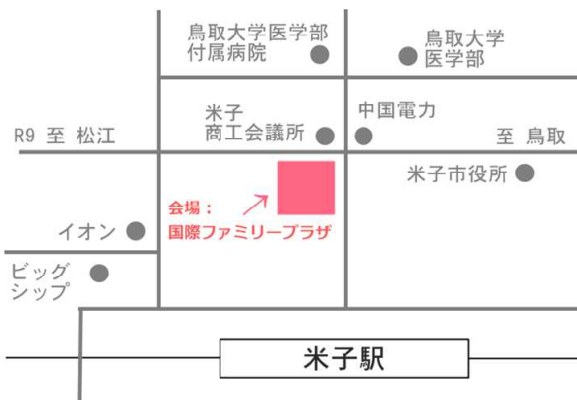 鳥取大学医学部
付属病院
鳥取大学
医学部
米子
商工会議所
中国電力
R9 至 松江
至 鳥取
米子市役所
会場：
国際ファミリープラザ
イオン
ビッグ
シップ
米子駅